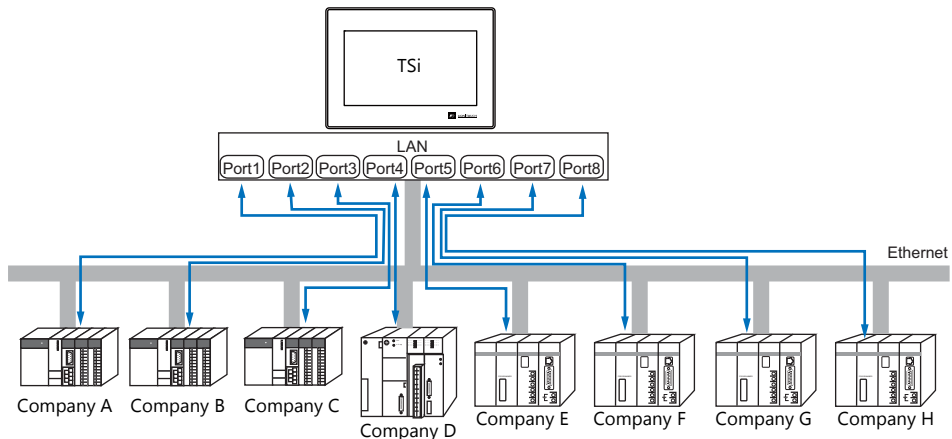 TSi
LAN
Port1 Port2 Port3 Port4 Port5 Port6 Port7 Port8
Ethernet
Company A Company B Company C Company D Company E Company F Company G Company H